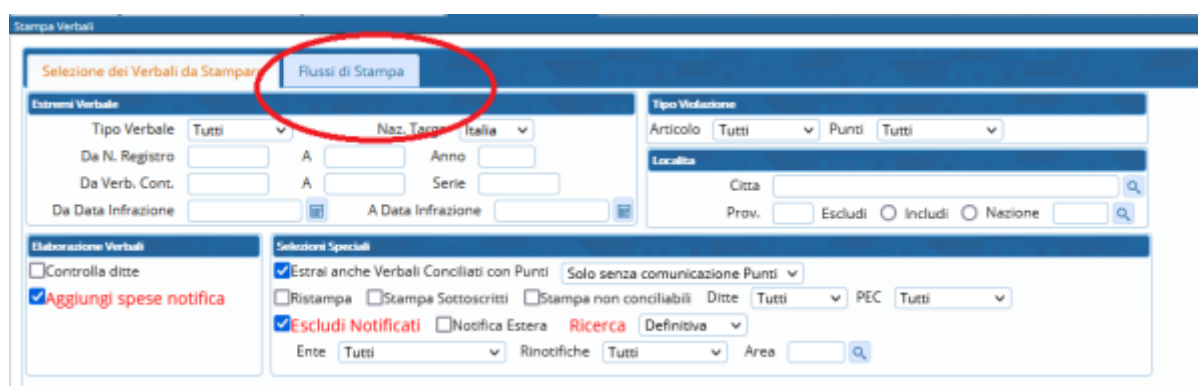 Stampa Verbali
Selezione dei Verbali da Stampare Flussi di Stampa
Estremi Verbale
Tipo Verbale Tutti Naz. Targa Italia
Da N. Registro A Anno
Da Verb. Cont. A Serie
Da Data Infrazione A Data Infrazione
Tipo Violazione
Articolo Tutti Punti Tutti
Localita
Citta
Prov. Escludi Includi Nazione
Elaborazione Verbali
Controlla ditte
Aggiungi spese notifica
Selezioni Speciali
Estrai anche Verbali Conciliati con Punti Solo senza comunicazione Punti
Ristampa Stampa Sottoscritti Stampa non conciliabili Ditte Tutti PEC Tutti
Escludi Notificati Notifica Estera Ricerca Definitiva
Ente Tutti Rinotifiche Tutti Area